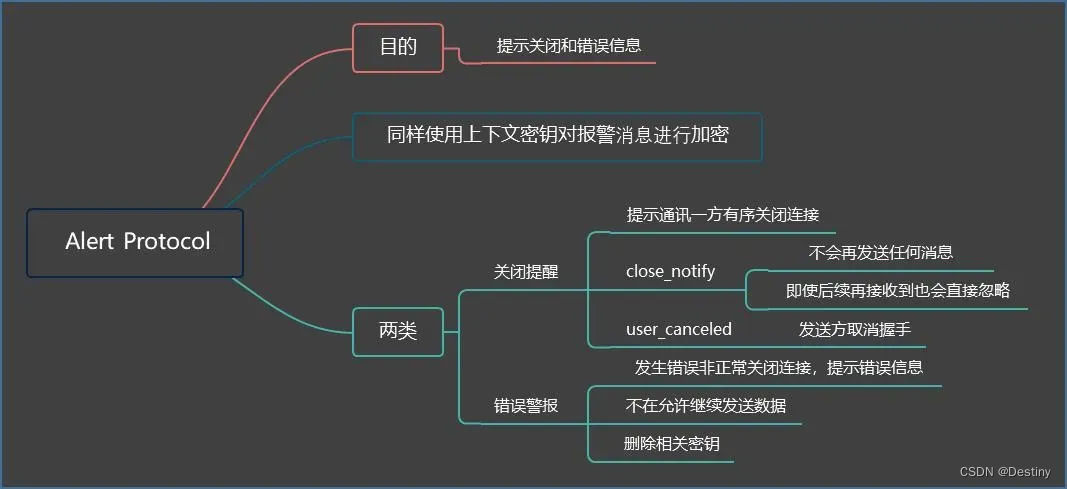 目的
提示关闭和错误信息
同样使用上下文密钥对报警消息进行加密
Alert Protocol
两类
关闭提醒
提示通讯一方有序关闭连接
close_notify
不会再发送任何消息
即使后续再接收到也会直接忽略
user_canceled
发送方取消握手
错误警报
发生错误非正常关闭连接，提示错误信息
不在允许继续发送数据
删除相关密钥
CSDN @Destiny